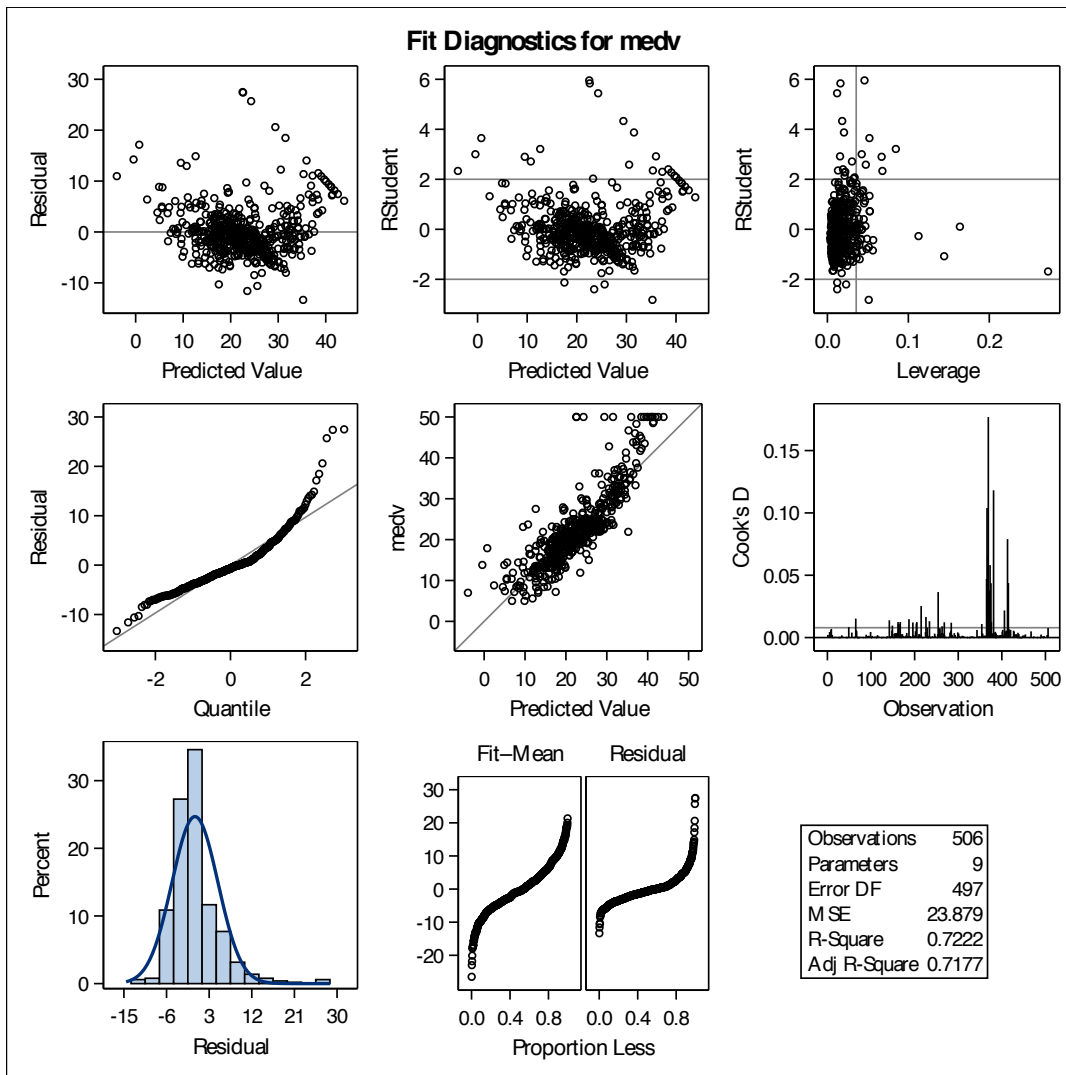 Fit Diagnostics for medv
30
20
10
0
-10
Residual
0 10 20 30 40
Predicted Value
6
4
2
0
-2
RStudent
0 10 20 30 40
Predicted Value
6
4
2
0
-2
RStudent
0.0 0.1 0.2
Leverage
30
20
10
0
-10
Residual
-2 0 2
Quantile
50
40
30
20
10
0
medv
0 10 20 30 40 50
Predicted Value
0.15
0.10
0.05
0.00
Cook's D
0 100 200 300 400 500
Observation
30
20
10
0
Percent
-15 -6 3 12 21 30
Residual
Fit–Mean Residual
30
20
10
0
-10
-20
0.0 0.4 0.8 0.0 0.4 0.8
Proportion Less
Observations 506
Parameters 9
Error DF 497
MSE 23.879
R-Square 0.7222
Adj R-Square 0.7177